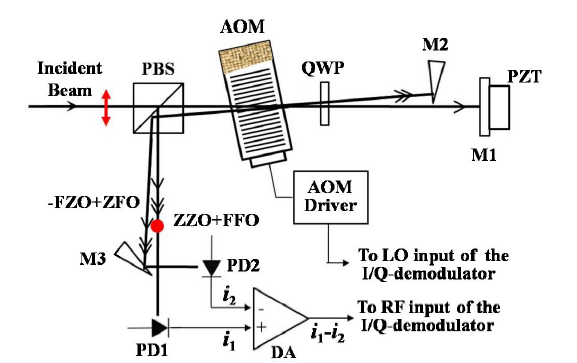 AOM
M2
Incident
Beam
PBS
QWP
PZT
M1
-FZO+ZFO
ZZO+FFO
AOM
Driver
M3
PD2
To LO input of the
I/Q-demodulator
i2
-
+
To RF input of the
I/Q-demodulator
i1
i1-i2
PD1
DA